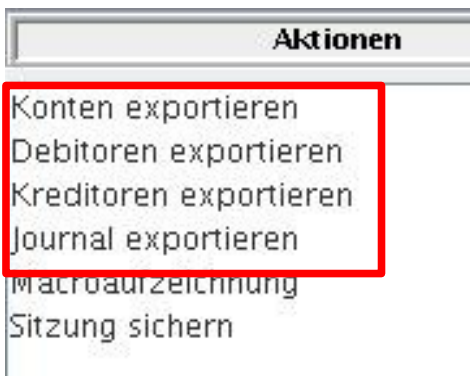 Aktionen
Konten exportieren
Debitoren exportieren
Kreditoren exportieren
Journal exportieren
Macroaufzeichnung
Sitzung sichern